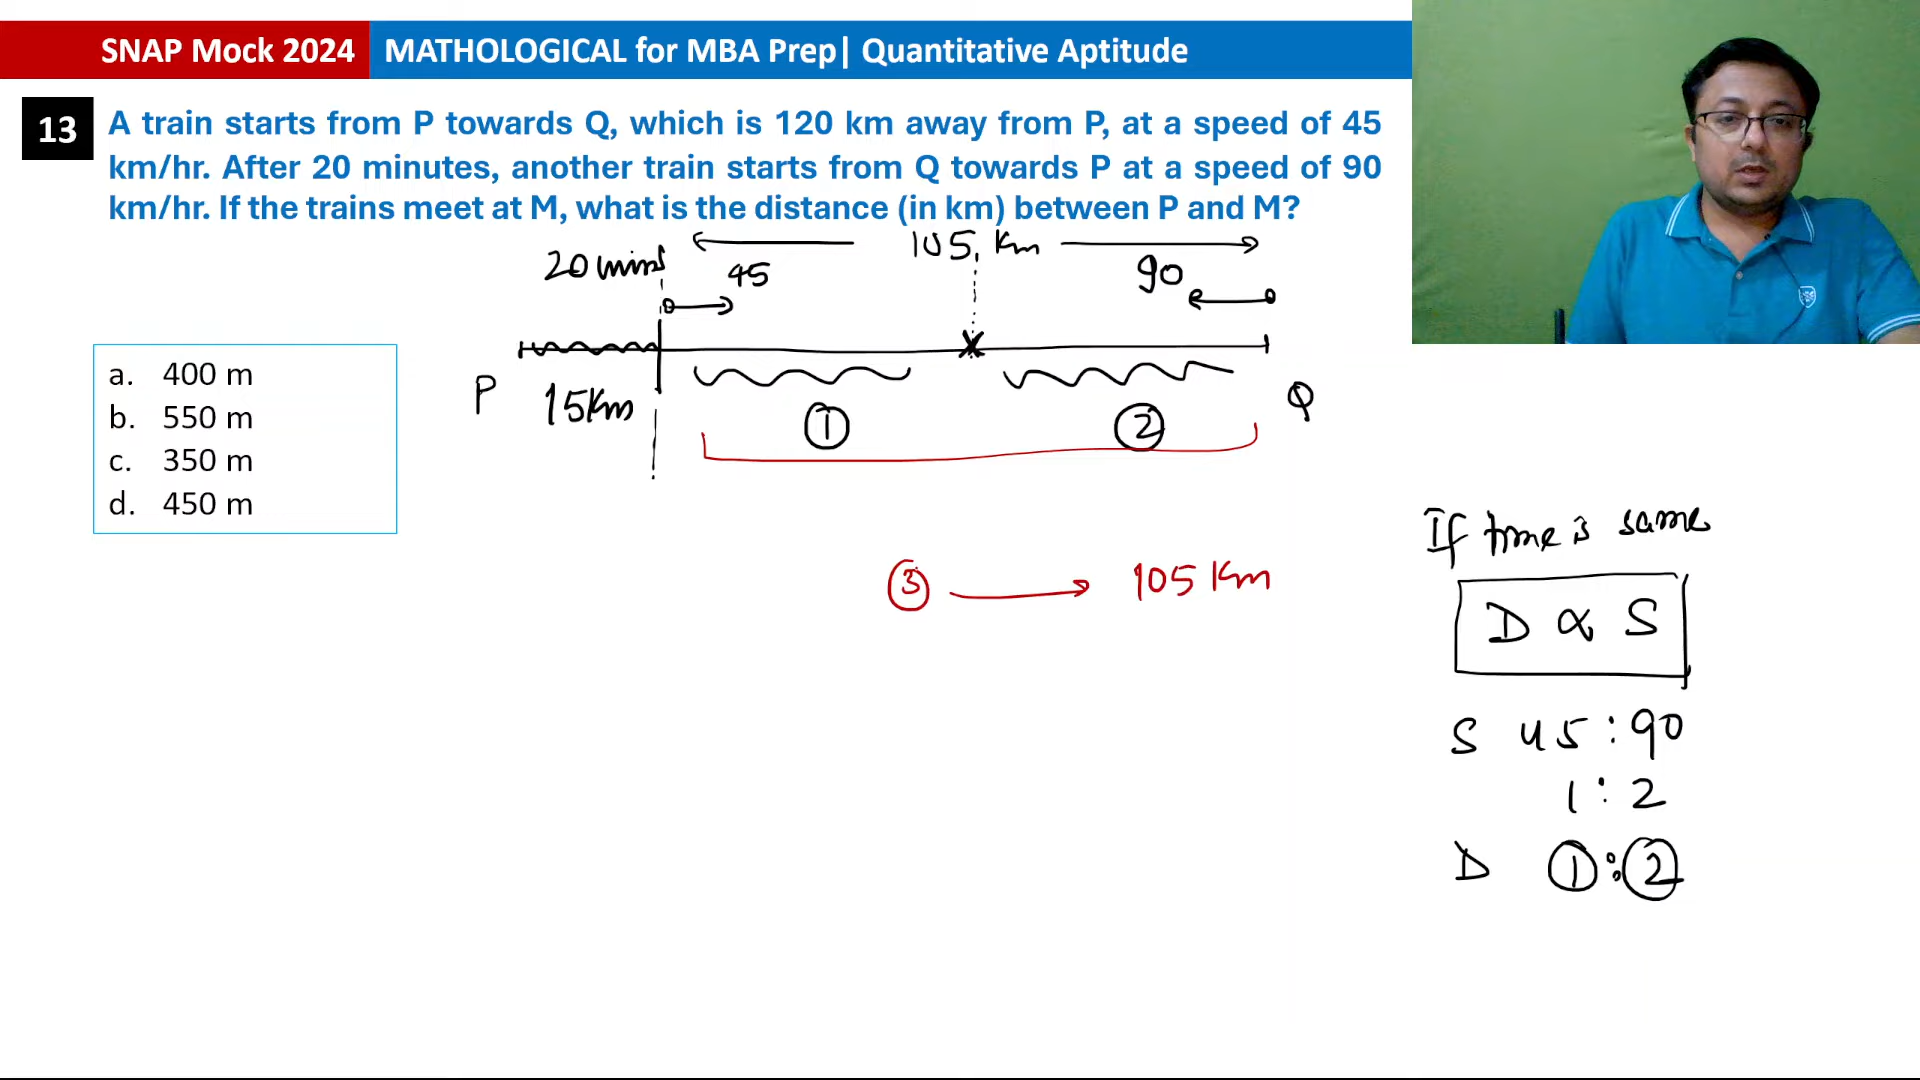 SNAP Mock 2024 MATHOLOGICAL for MBA Prep| Quantitative Aptitude
13
A train starts from P towards Q, which is 120 km away from P, at a speed of 45
km/hr. After 20 minutes, another train starts from Q towards P at a speed of 90
km/hr. If the trains meet at M, what is the distance (in km) between P and M?
105 Km
20 mins 45 90
P 15Km Q
1 2
a. 400 m
b. 550 m
c. 350 m
d. 450 m
3 → 105 Km
If time is same
D ∝ S
S 45 : 90
1 : 2
D 1 : 2